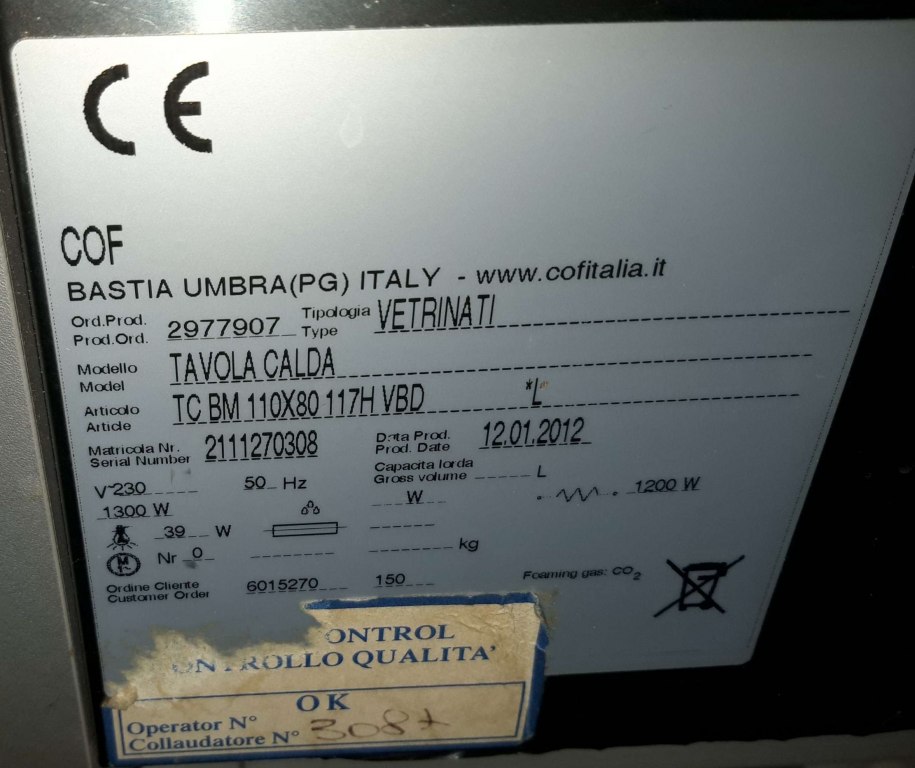 CE
COF
BASTIA UMBRA(PG) ITALY - www.cofitalia.it
Ord.Prod. Prod.Ord. 2977907 Tipologia Type VETRINATI
Modello Model TAVOLA CALDA
Articolo Article TC BM 110X80 117H VBD *L
Matricola Nr. Serial Number 2111270308 Data Prod. Prod. Date 12.01.2012
Capacita lorda Gross volume L
V~230 50 Hz
1300 W W 1200 W
39 W
M Nr 0 kg
Ordine Cliente Customer Order 6015270 150 Foaming gas: CO2
ONTROL
ONTROLLO QUALITA'
OK
Operator N°
Collaudatore N°